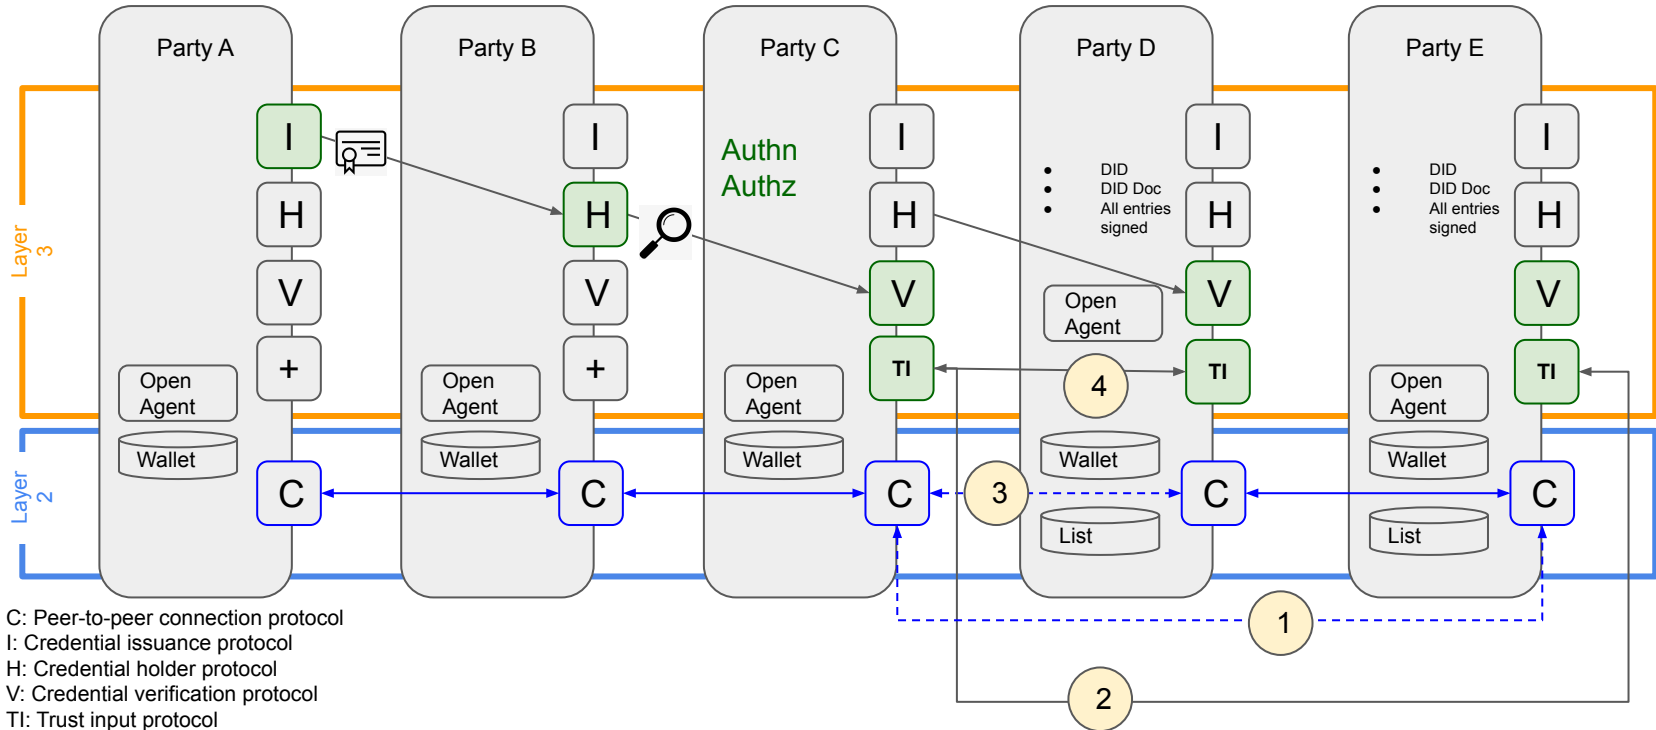 Party A
Party B
Party C
Party D
Party E
Layer
3
I
H
V
+
Open
Agent
Wallet
C
I
H
V
+
Open
Agent
Wallet
C
Authn
Authz
I
H
V
TI
Open
Agent
Wallet
C
● DID
● DID Doc
● All entries
signed
I
H
V
TI
Open
Agent
Wallet
List
C
● DID
● DID Doc
● All entries
signed
I
H
V
TI
Open
Agent
Wallet
List
C
Layer
2
4
3
1
2
C: Peer-to-peer connection protocol
I: Credential issuance protocol
H: Credential holder protocol
V: Credential verification protocol
TI: Trust input protocol